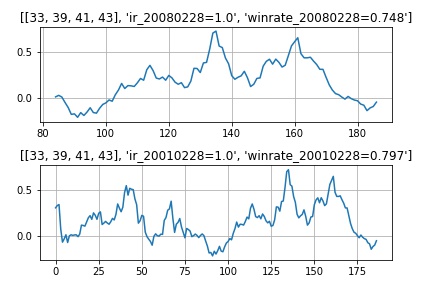 [[33, 39, 41, 43], 'ir_20080228=1.0', 'winrate_20080228=0.748']
0.5
0.0
80 100 120 140 160 180
[[33, 39, 41, 43], 'ir_20010228=1.0', 'winrate_20010228=0.797']
0.5
0.0
0 25 50 75 100 125 150 175